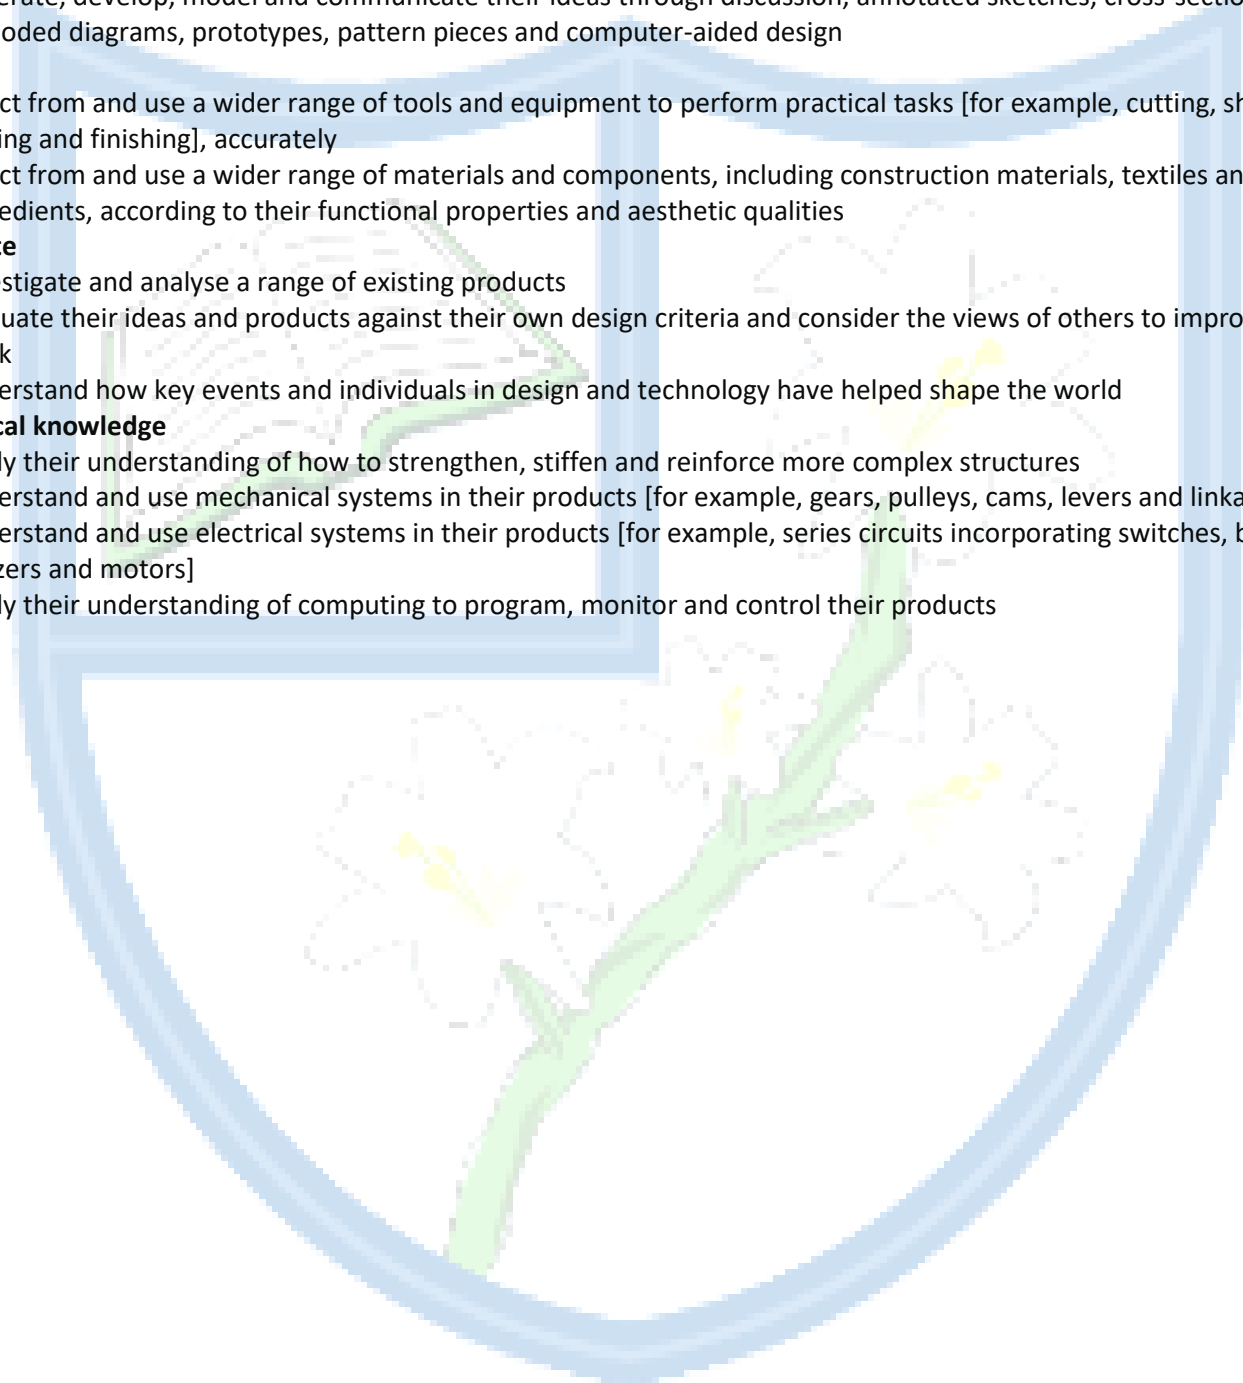 erate, develop, model and communicate their ideas through discussion, annotated sketches, cross-section
oded diagrams, prototypes, pattern pieces and computer-aided design
ct from and use a wider range of tools and equipment to perform practical tasks [for example, cutting, sh
ing and finishing], accurately
ct from and use a wider range of materials and components, including construction materials, textiles an
edients, according to their functional properties and aesthetic qualities
te
estigate and analyse a range of existing products
uate their ideas and products against their own design criteria and consider the views of others to impro
k
erstand how key events and individuals in design and technology have helped shape the world
cal knowledge
ly their understanding of how to strengthen, stiffen and reinforce more complex structures
erstand and use mechanical systems in their products [for example, gears, pulleys, cams, levers and linka
erstand and use electrical systems in their products [for example, series circuits incorporating switches, b
zers and motors]
ly their understanding of computing to program, monitor and control their products